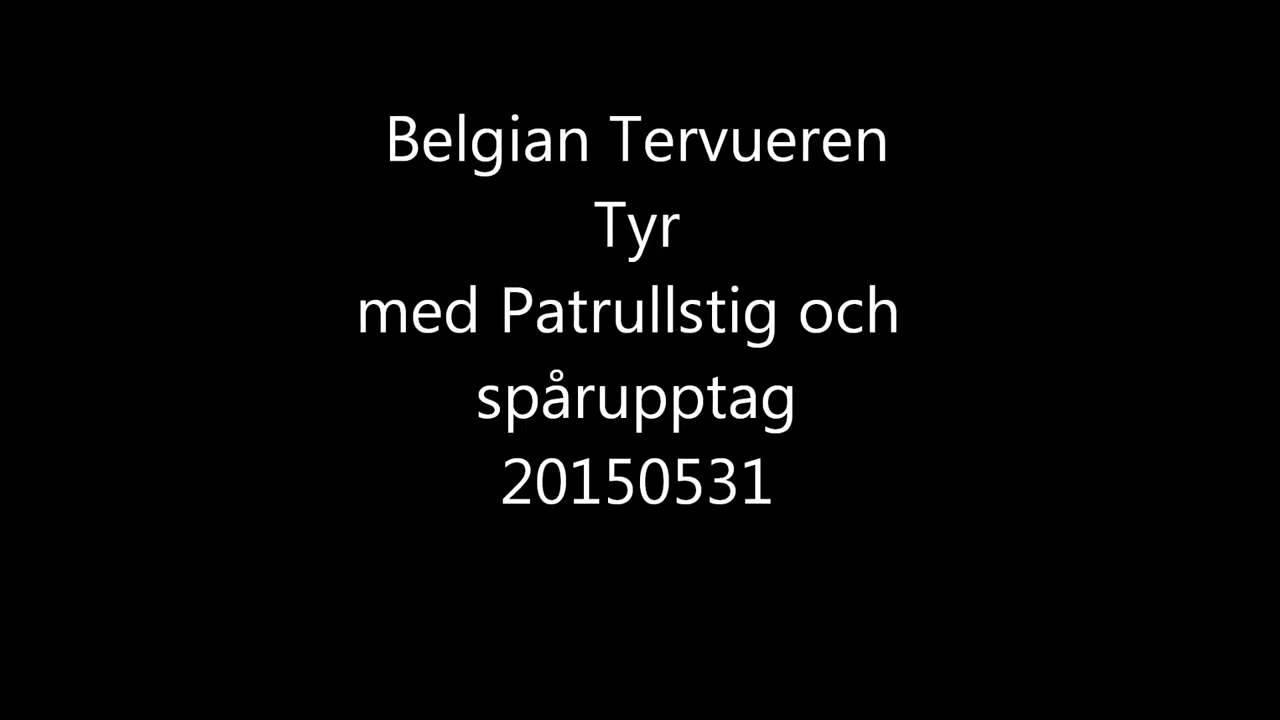 Belgian Tervueren
Tyr
med Patrullstig och
spårupptag
20150531